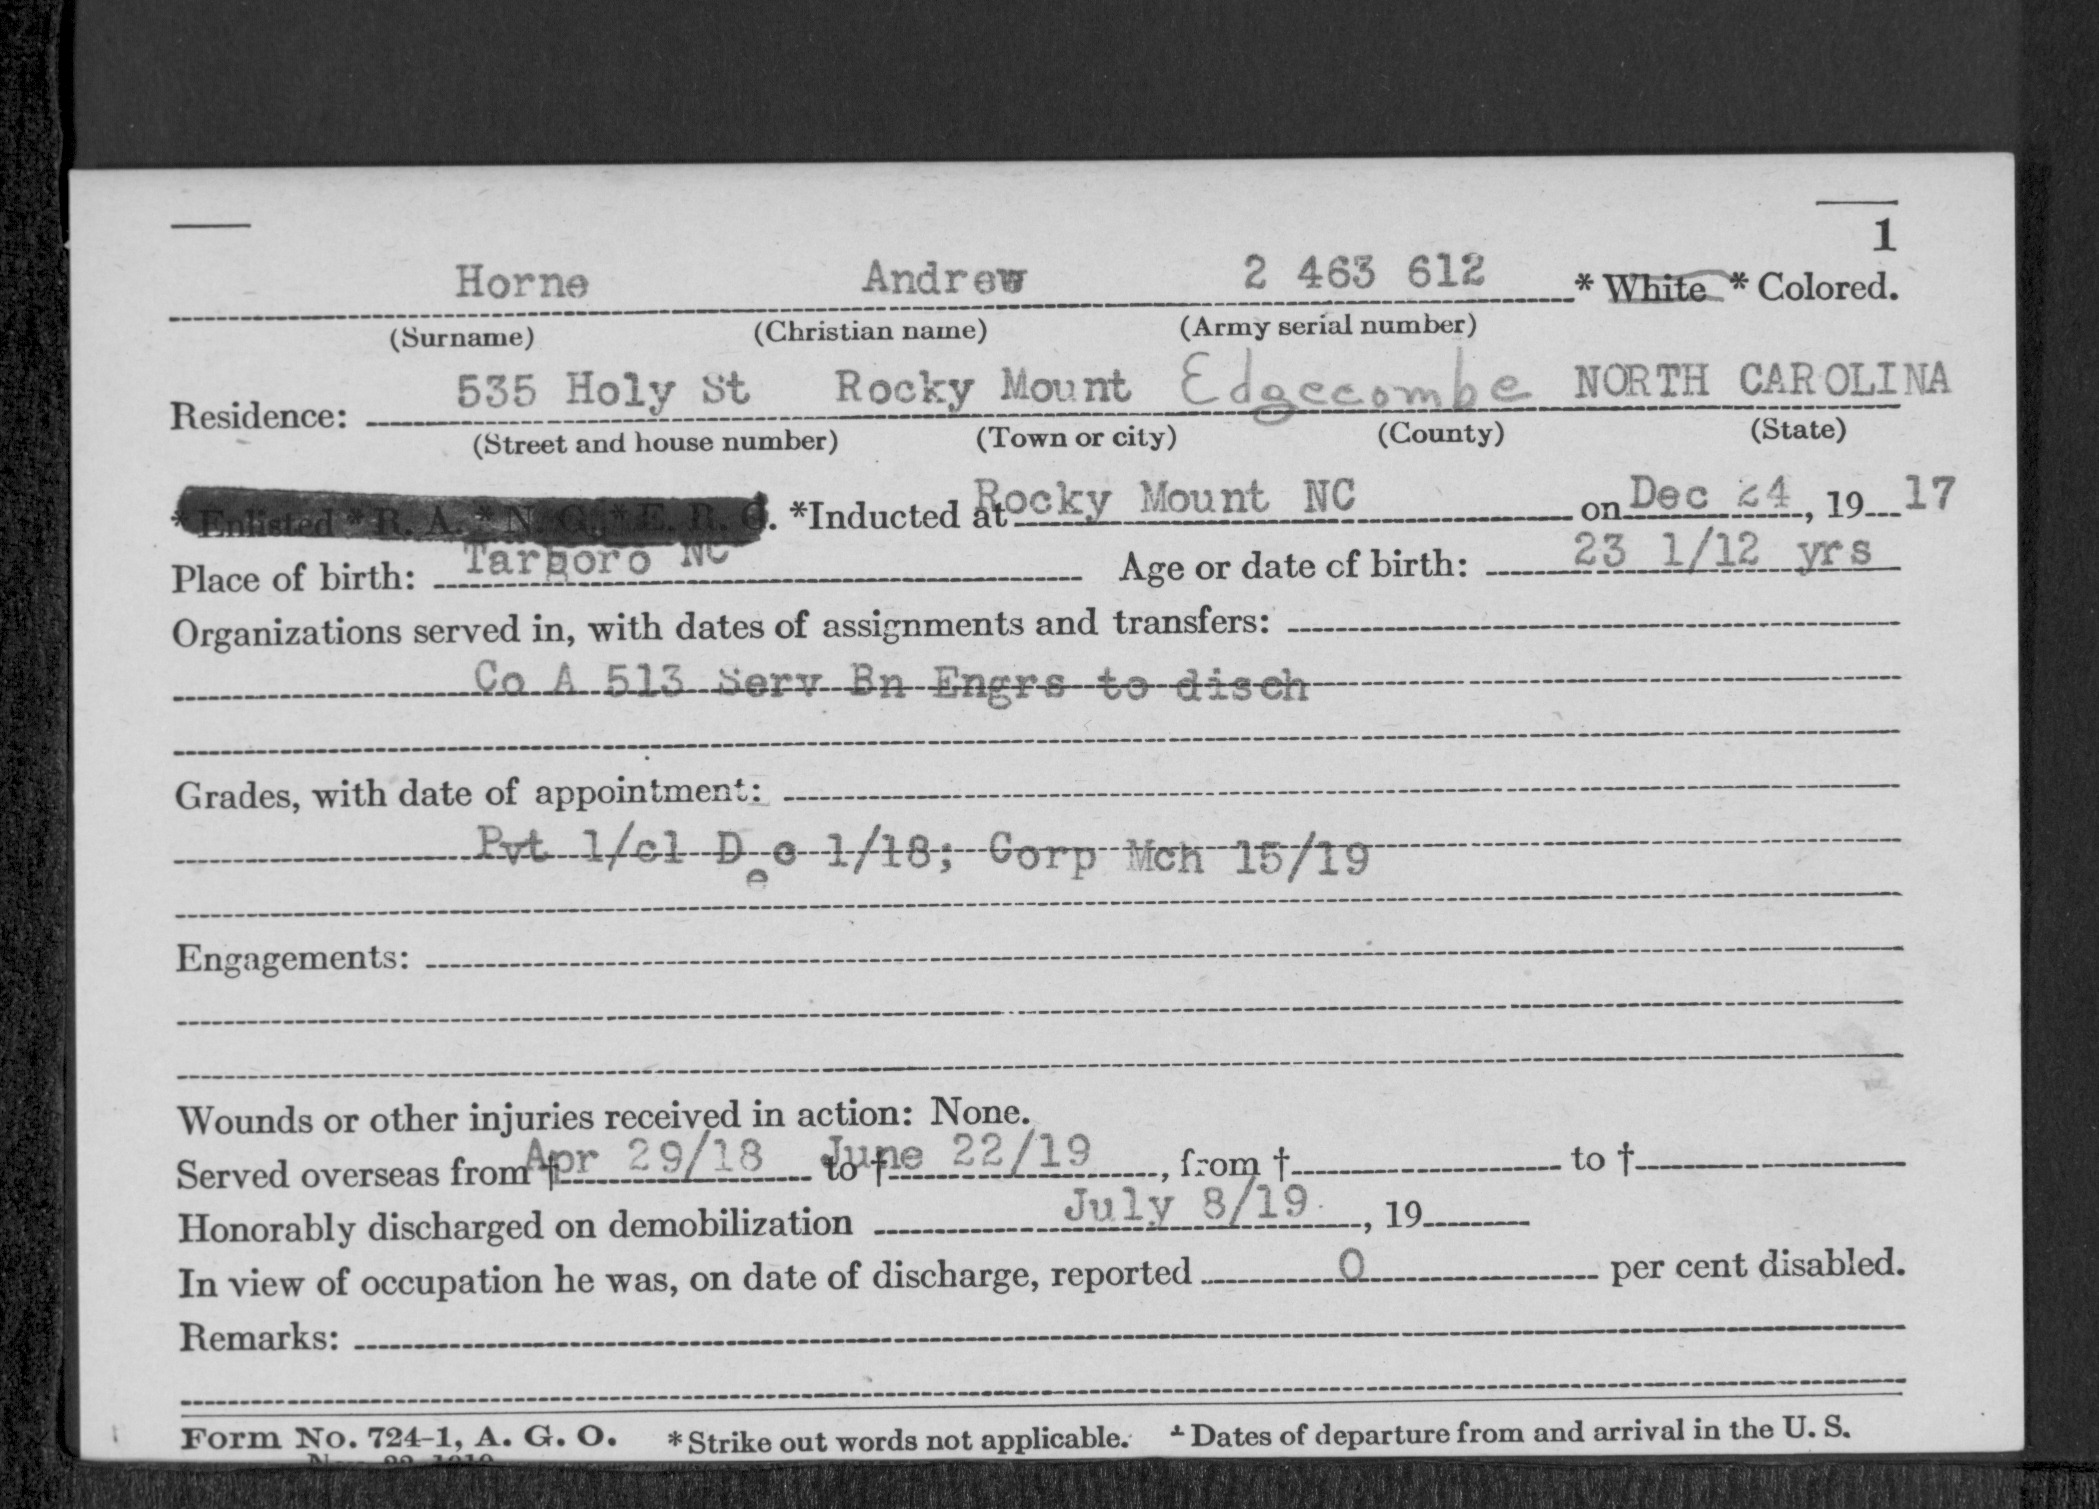 1
Horne Andrew 2 463 612 * White * Colored.
(Surname) (Christian name) (Army serial number)
535 Holy St Rocky Mount Edgecombe NORTH CAROLINA
Residence:
(Street and house number) (Town or city) (County) (State)
* Enlisted * R. A. * N. G. * E. R. C. *Inducted at Rocky Mount NC on Dec 24, 19 17
Place of birth: Tarboro NC Age or date of birth: 23 1/12 yrs
Organizations served in, with dates of assignments and transfers:
Co A 513 Serv Bn Engrs to disch
Grades, with date of appointment:
Pvt 1/cl Dec 1/18; Corp Mch 15/19
Engagements:
Wounds or other injuries received in action: None.
Served overseas from † Apr 29/18 to † June 22/19, from † to †
Honorably discharged on demobilization July 8/19, 19
In view of occupation he was, on date of discharge, reported 0 per cent disabled.
Remarks:
Form No. 724-1, A. G. O. *Strike out words not applicable. † Dates of departure from and arrival in the U. S.